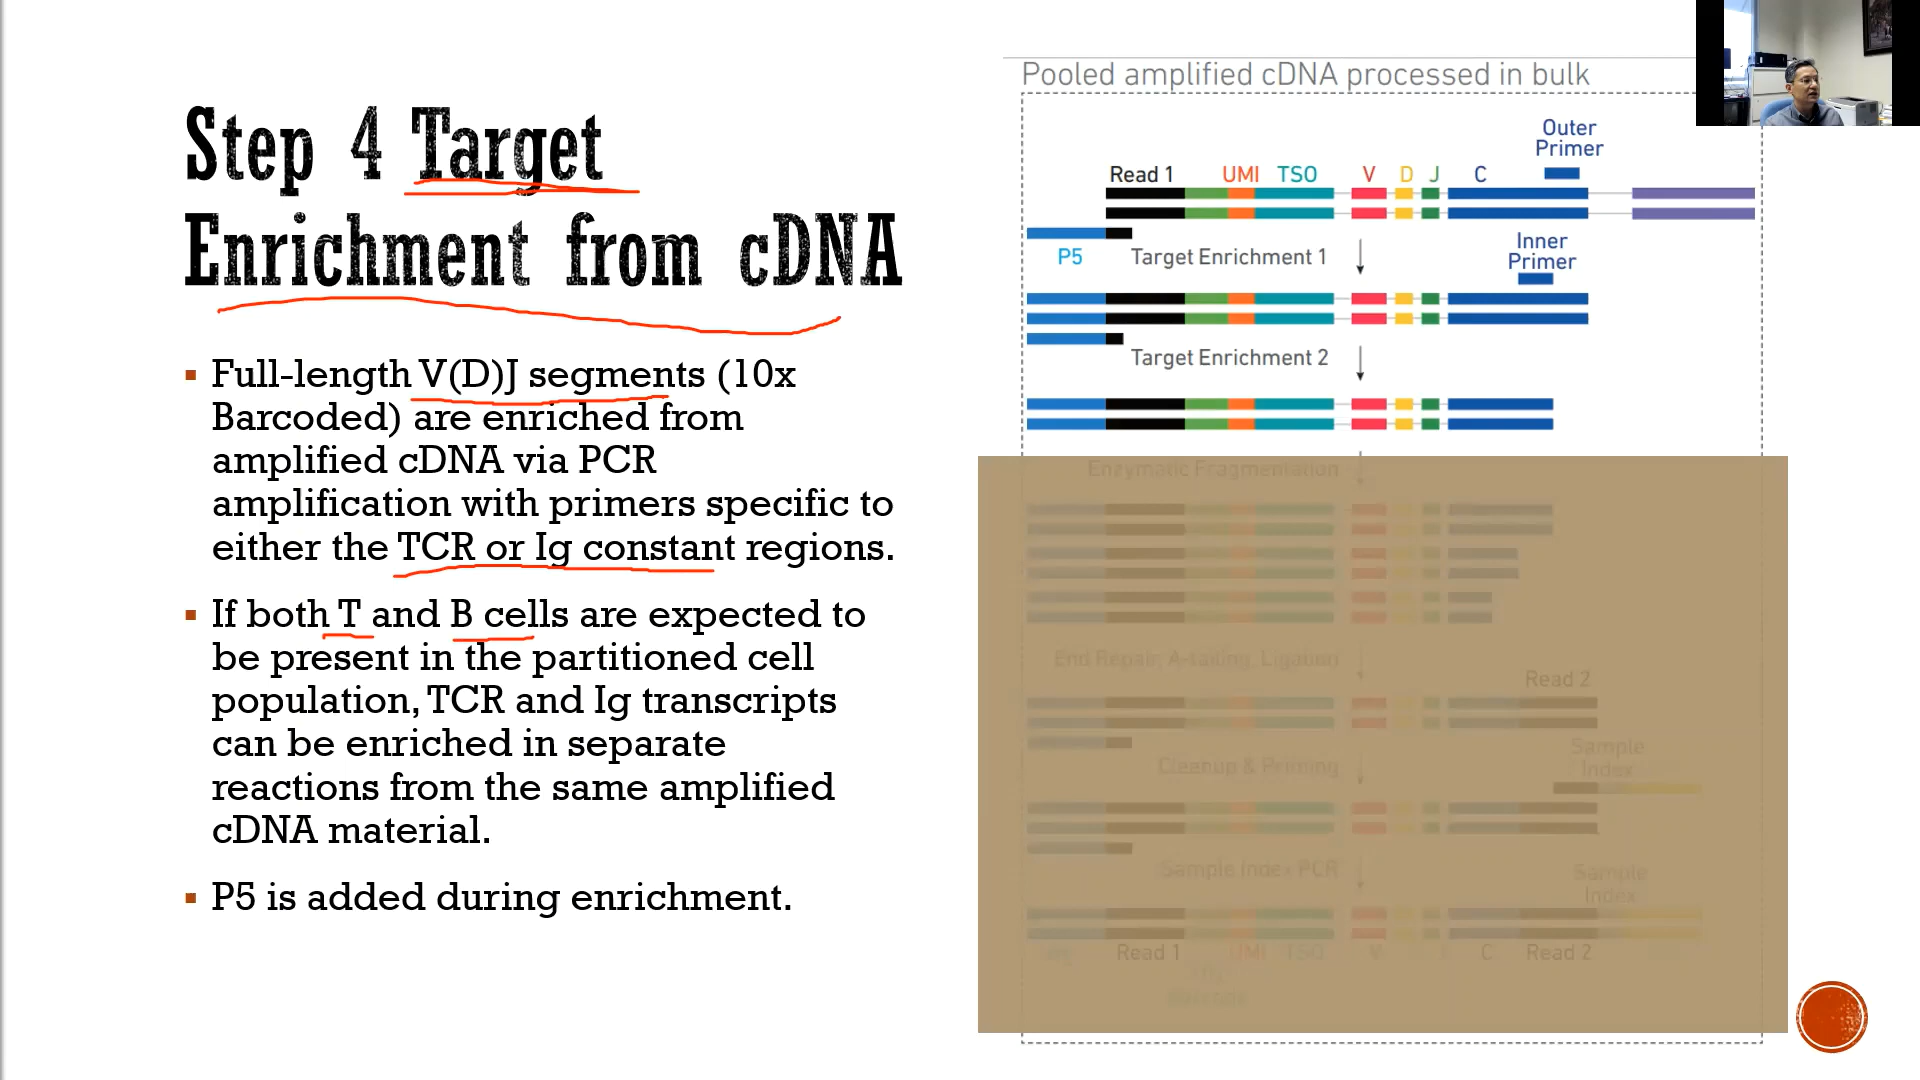 Step 4 Target
Enrichment from cDNA
Full-length V(D)J segments (10x
Barcoded) are enriched from
amplified cDNA via PCR
amplification with primers specific to
either the TCR or Ig constant regions.
If both T and B cells are expected to
be present in the partitioned cell
population, TCR and Ig transcripts
can be enriched in separate
reactions from the same amplified
cDNA material.
P5 is added during enrichment.
Pooled amplified cDNA processed in bulk
Outer
Primer
Read 1 UMI TSO V D J C
P5
Target Enrichment 1
Inner
Primer
Target Enrichment 2
Enzymatic Fragmentation
End Repair, A-tailing, Ligation
Read 2
Sample
Index
Cleanup & Priming
Sample Index PCR
Sample
Index
Read 1 UMI TSO V C Read 2